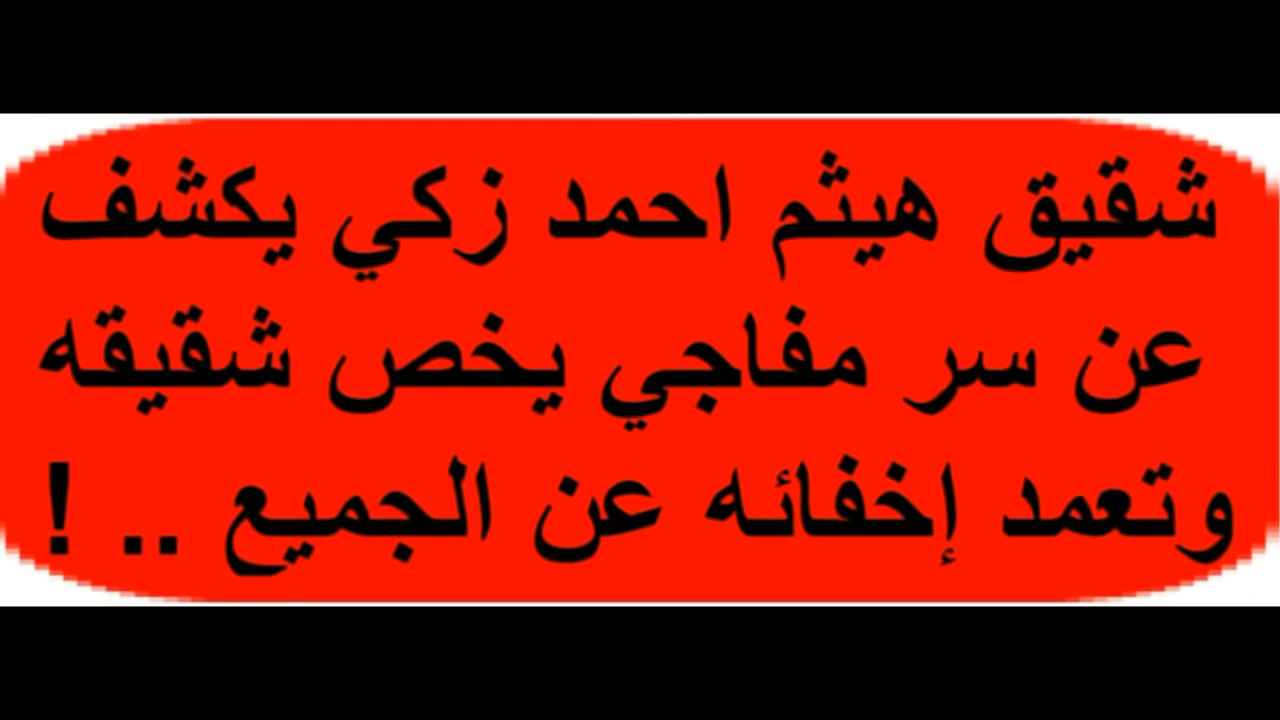 شقيق هيثم احمد زكي يكشف
عن سر مفاجي يخص شقيقه
وتعمد إخفائه عن الجميع .. !